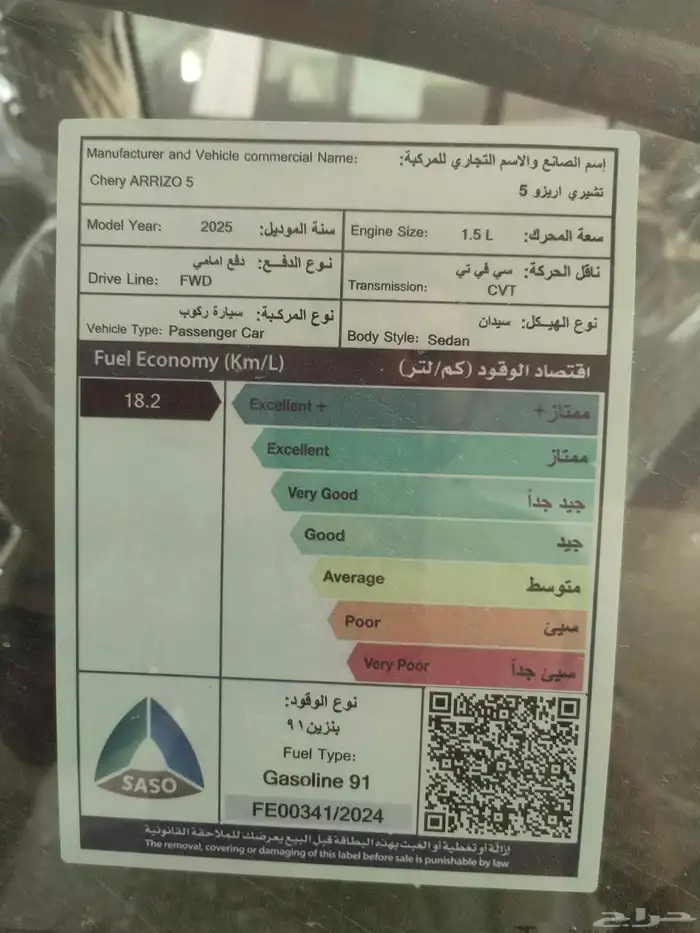 Manufacturer and Vehicle commercial Name: إسم الصانع والاسم التجاري للمركبة:
Chery ARRIZO 5 تشيري اريزو 5
Model Year: 2025 سنة الموديل:
Engine Size: 1.5 L سعة المحرك:
نوع الدفع: دفع امامي
Drive Line: FWD
ناقل الحركة: سي في تي
Transmission: CVT
نوع المركبة: سيارة ركوب
Vehicle Type: Passenger Car
نوع الهيكل: سيدان
Body Style: Sedan
Fuel Economy (Km/L) اقتصاد الوقود (كم/لتر)
18.2
Excellent + ممتاز+
Excellent ممتاز
Very Good جيد جداً
Good جيد
Average متوسط
Poor سيئ
Very Poor سيئ جداً
SASO
نوع الوقود:
بنزين ٩١
Fuel Type:
Gasoline 91
FE00341/2024
إزالة أو تغطية أو العبث بهذه البطاقة قبل البيع يعرضك للملاحقة القانونية
The removal, covering or damaging of this label before sale is punishable by law
حراج